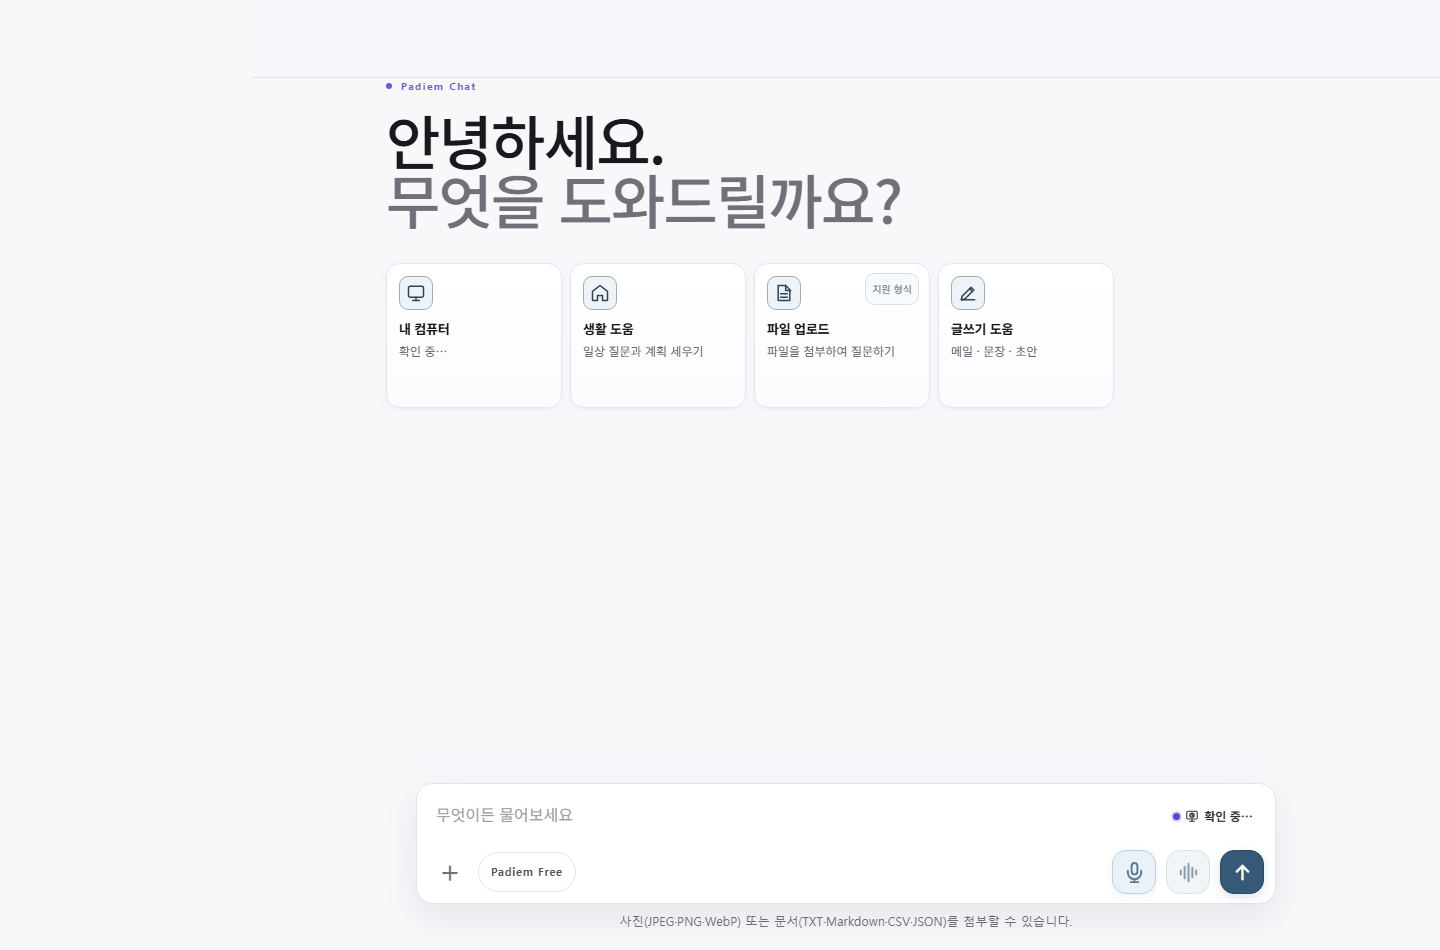 Padiem Chat
안녕하세요.
무엇을 도와드릴까요?
내 컴퓨터
확인 중…
생활 도움
일상 질문과 계획 세우기
지원 형식
파일 업로드
파일을 첨부하여 질문하기
글쓰기 도움
메일 · 문장 · 초안
무엇이든 물어보세요
확인 중…
Padiem Free
사진(JPEG·PNG·WebP) 또는 문서(TXT·Markdown·CSV·JSON)를 첨부할 수 있습니다.